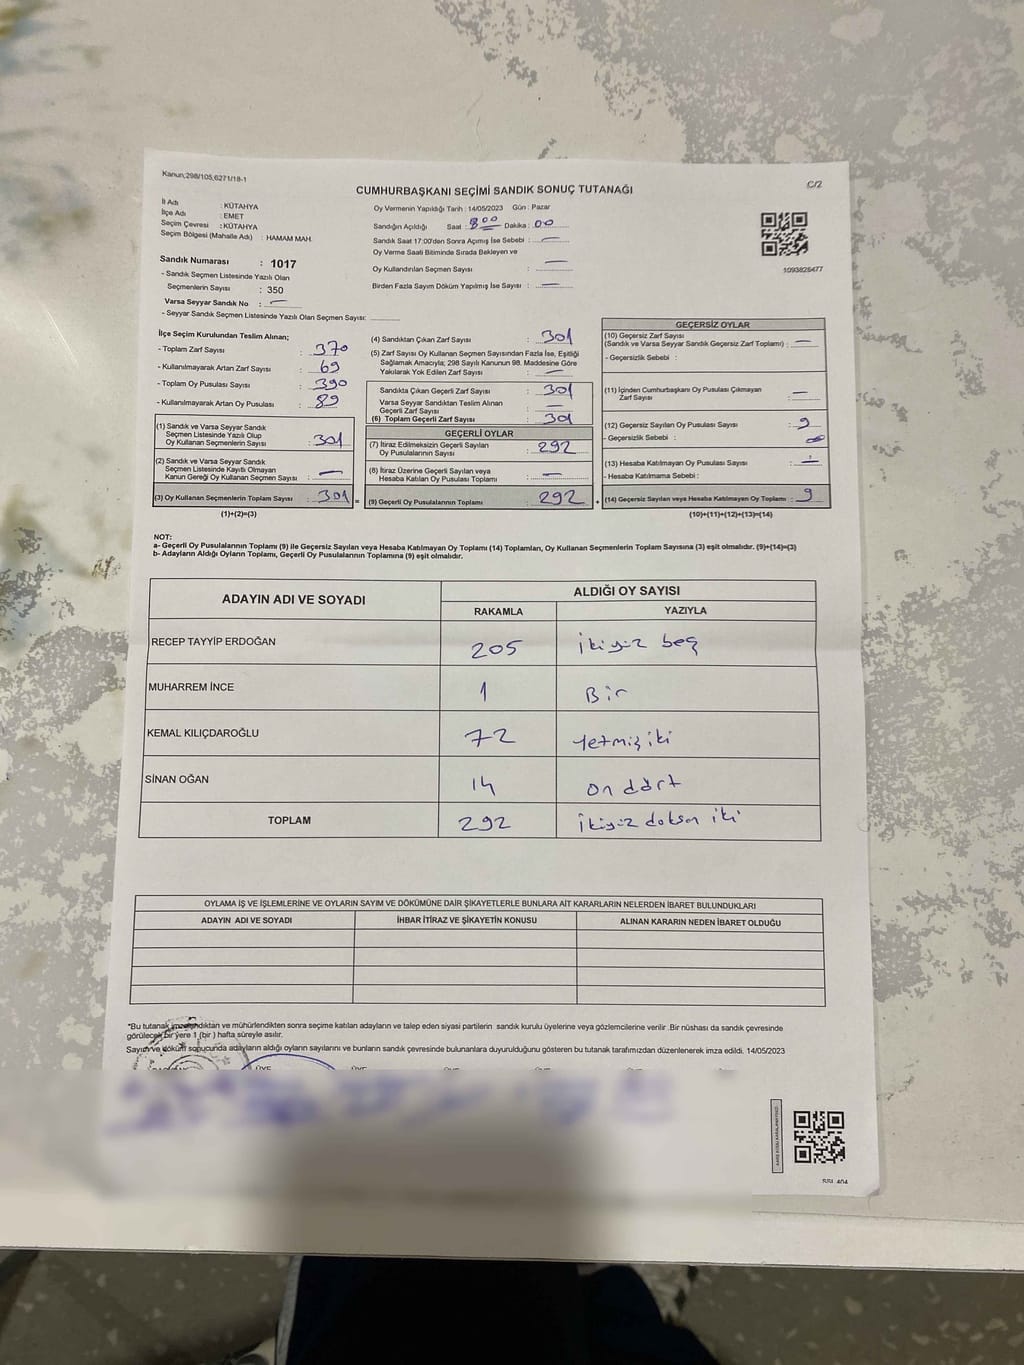 Kanun;298/105,6271/18-1
C/2
CUMHURBAŞKANI SEÇİMİ SANDIK SONUÇ TUTANAĞI
İl Adı : KÜTAHYA
İlçe Adı : EMET
Seçim Çevresi : KÜTAHYA
Seçim Bölgesi (Mahalle Adı) : HAMAM MAH.
Sandık Numarası : 1017
- Sandık Seçmen Listesinde Yazılı Olan
Seçmenlerin Sayısı : 350
Varsa Seyyar Sandık No : —
- Seyyar Sandık Seçmen Listesinde Yazılı Olan Seçmen Sayısı:
Oy Vermenin Yapıldığı Tarih : 14/05/2023 Gün : Pazar
Sandığın Açıldığı Saat : 800 Dakika : 00
Sandık Saat 17:00'den Sonra Açımış İse Sebebi : —
Oy Verme Saati Bitiminde Sırada Bekleyen ve
Oy Kullandırılan Seçmen Sayısı : —
Birden Fazla Sayım Döküm Yapılmış İse Sayısı : —
1093825477
İlçe Seçim Kurulundan Teslim Alınan;
- Toplam Zarf Sayısı : 370
- Kullanılmayarak Artan Zarf Sayısı : 69
- Toplam Oy Pusulası Sayısı : 390
- Kullanılmayarak Artan Oy Pusulası : 89
(1) Sandık ve Varsa Seyyar Sandık
Seçmen Listesinde Yazılı Olup
Oy Kullanan Seçmenlerin Sayısı : 301
(2) Sandık ve Varsa Seyyar Sandık
Seçmen Listesinde Kayıtlı Olmayan
Kanun Gereği Oy Kullanan Seçmen Sayısı : —
(3) Oy Kullanan Seçmenlerin Toplam Sayısı : 301
(1)+(2)=(3)
=
(4) Sandıktan Çıkan Zarf Sayısı : 301
(5) Zarf Sayısı Oy Kullanan Seçmen Sayısından Fazla İse, Eşitliği
Sağlamak Amacıyla; 298 Sayılı Kanunun 98. Maddesine Göre
Yakılarak Yok Edilen Zarf Sayısı : —
Sandıkta Çıkan Geçerli Zarf Sayısı : 301
Varsa Seyyar Sandıktan Teslim Alınan
Geçerli Zarf Sayısı : —
(6) Toplam Geçerli Zarf Sayısı : 301
GEÇERLİ OYLAR
(7) İtiraz Edilmeksizin Geçerli Sayılan
Oy Pusulalarının Sayısı : 292
(8) İtiraz Üzerine Geçerli Sayılan veya
Hesaba Katılan Oy Pusulası Toplamı : —
(9) Geçerli Oy Pusulalarının Toplamı : 292
+
GEÇERSİZ OYLAR
(10) Geçersiz Zarf Sayısı
(Sandık ve Varsa Seyyar Sandık Geçersiz Zarf Toplamı) : —
- Geçersizlik Sebebi :
(11) İçinden Cumhurbaşkanı Oy Pusulası Çıkmayan
Zarf Sayısı : —
(12) Geçersiz Sayılan Oy Pusulası Sayısı : 9
- Geçersizlik Sebebi :
(13) Hesaba Katılmayan Oy Pusulası Sayısı : —
- Hesaba Katılmama Sebebi :
(14) Geçersiz Sayılan veya Hesaba Katılmayan Oy Toplamı : 9
(10)+(11)+(12)+(13)=(14)
NOT:
a- Geçerli Oy Pusulalarının Toplamı (9) ile Geçersiz Sayılan veya Hesaba Katılmayan Oy Toplamı (14) Toplamları, Oy Kullanan Seçmenlerin Toplam Sayısına (3) eşit olmalıdır. (9)+(14)=(3)
b- Adayların Aldığı Oyların Toplamı, Geçerli Oy Pusulalarının Toplamına (9) eşit olmalıdır.
ADAYIN ADI VE SOYADI
ALDIĞI OY SAYISI
RAKAMLA YAZIYLA
RECEP TAYYİP ERDOĞAN 205 ikiyüz beş
MUHARREM İNCE 1 Bir
KEMAL KILIÇDAROĞLU 72 Yetmiş iki
SİNAN OĞAN 14 on dört
TOPLAM 292 ikiyüz doksan iki
OYLAMA İŞ VE İŞLEMLERİNE VE OYLARIN SAYIM VE DÖKÜMÜNE DAİR ŞİKAYETLERLE BUNLARA AİT KARARLARIN NELERDEN İBARET BULUNDUKLARI
ADAYIN ADI VE SOYADI İHBAR İTİRAZ VE ŞİKAYETİN KONUSU ALINAN KARARIN NEDEN İBARET OLDUĞU
*Bu tutanak imzalandıktan ve mühürlendikten sonra seçime katılan adayların ve talep eden siyasi partilerin sandık kurulu üyelerine veya gözlemcilerine verilir .Bir nüshası da sandık çevresinde
görülecek bir yere 1 (bir ) hafta süreyle asılır.
Sayım ve döküm sonucunda adayların aldığı oyların sayılarını ve bunların sandık çevresinde bulunanlara duyurulduğunu gösteren bu tutanak tarafımızdan düzenlenerek imza edildi. 14/05/2023